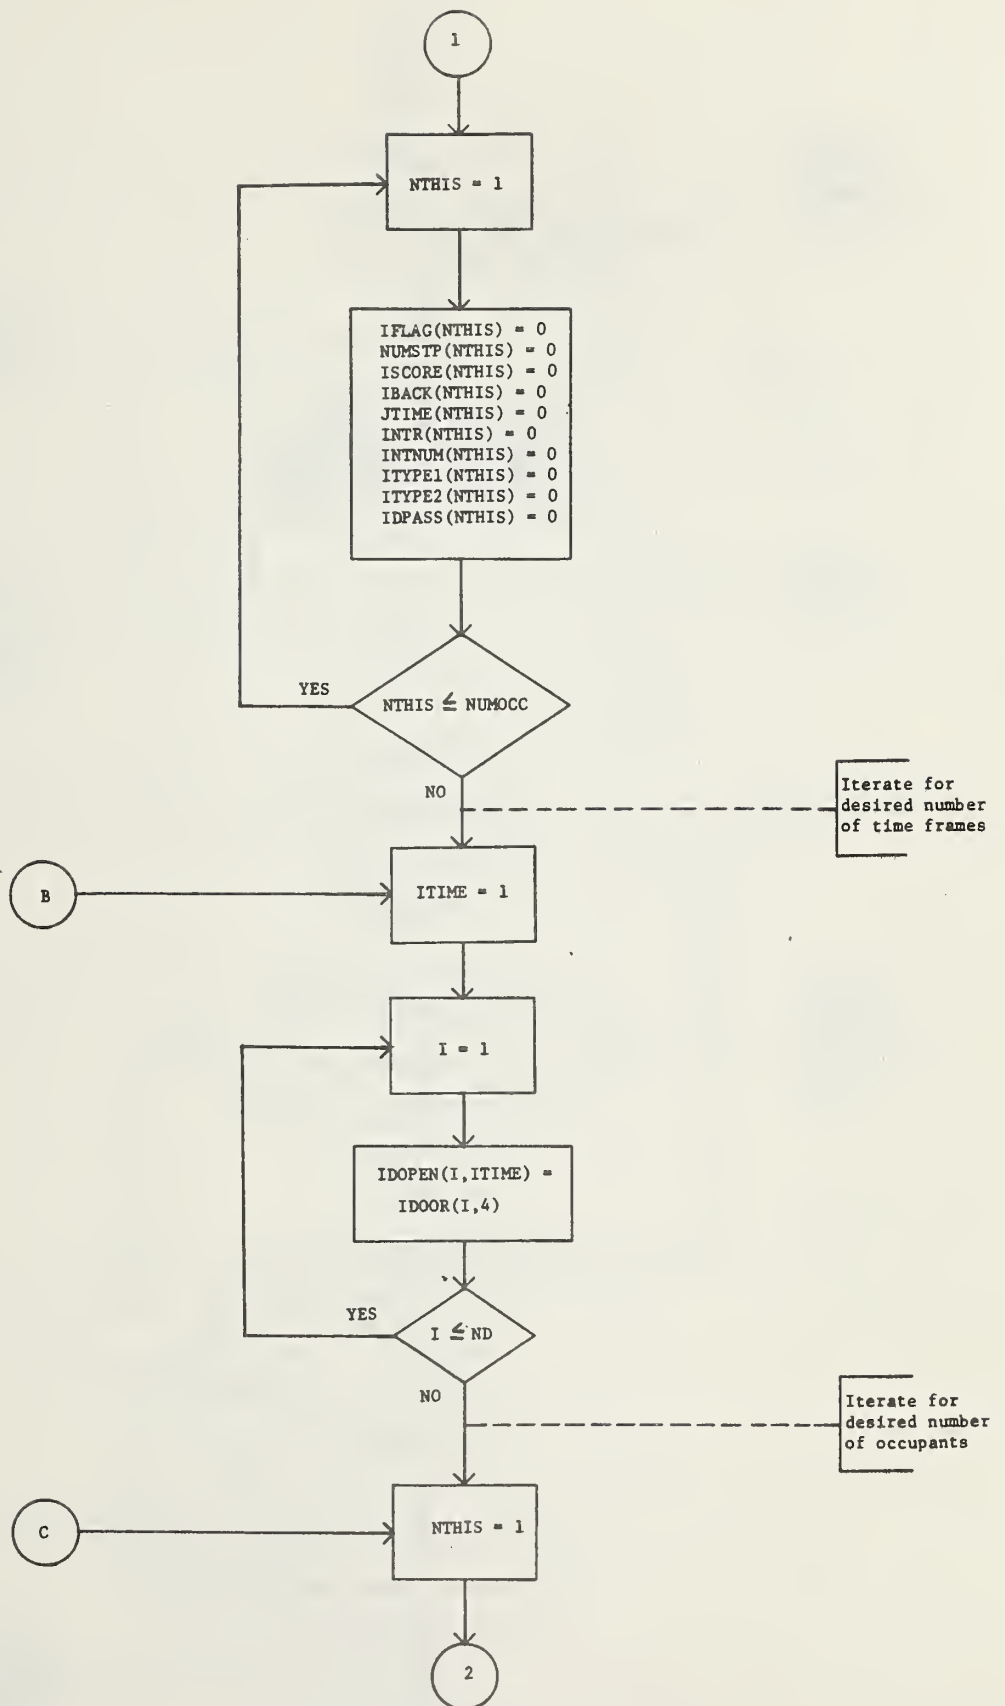 1
NTHIS = 1
IFLAG(NTHIS) = 0
NUMSTP(NTHIS) = 0
ISCORE(NTHIS) = 0
IBACK(NTHIS) = 0
JTIME(NTHIS) = 0
INTR(NTHIS) = 0
INTNUM(NTHIS) = 0
ITYPE1(NTHIS) = 0
ITYPE2(NTHIS) = 0
IDPASS(NTHIS) = 0
YES
NTHIS ≤ NUMOCC
NO
Iterate for
desired number
of time frames
B
ITIME = 1
I = 1
IDOPEN(I,ITIME) =
IDOOR(I,4)
YES
I ≤ ND
NO
Iterate for
desired number
of occupants
C
NTHIS = 1
2